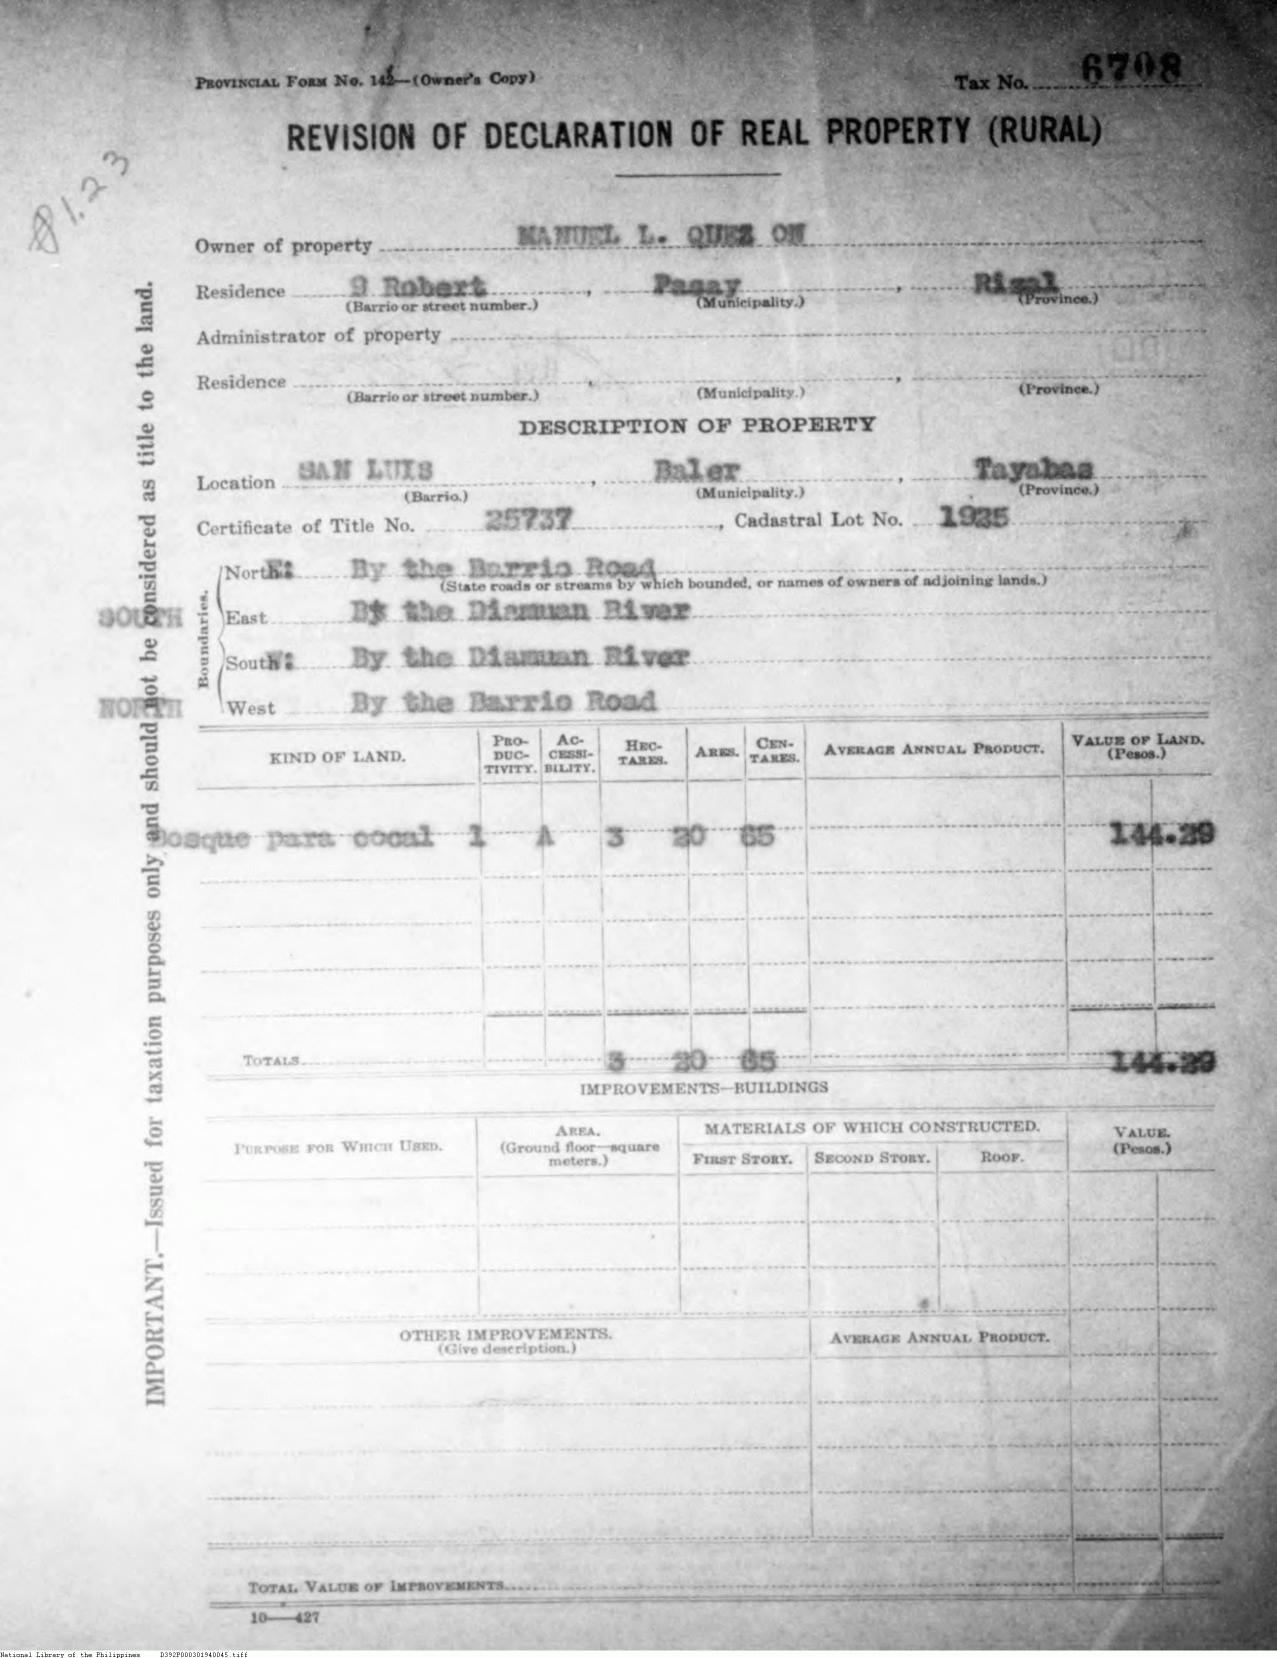 PROVINCIAL FORM No. 142—(Owner's Copy)
Tax No. 6708
REVISION OF DECLARATION OF REAL PROPERTY (RURAL)
$1.23
Owner of property MANUEL L. QUEZ ON
Residence 9 Robert, Pasay, Rizal
(Barrio or street number.) (Municipality.) (Province.)
Administrator of property
Residence
(Barrio or street number.) (Municipality.) (Province.)
DESCRIPTION OF PROPERTY
Location SAN LUIS, Baler, Tayabas
(Barrio.) (Municipality.) (Province.)
Certificate of Title No. 25737, Cadastral Lot No. 1925
Boundaries.
North: By the Barrio Road
(State roads or streams by which bounded, or names of owners of adjoining lands.)
SOUTH East By the Diamuan River
South: By the Diamuan River
NORTH West By the Barrio Road
KIND OF LAND. PRODUCTIVITY. ACCESSIBILITY. HECTARES. ARES. CENTARES. AVERAGE ANNUAL PRODUCT. VALUE OF LAND. (Pesos.)
Bosque para cocal 1 A 3 20 65 144.29
TOTALS 3 20 65 144.29
IMPROVEMENTS—BUILDINGS
PURPOSE FOR WHICH USED. AREA. (Ground floor—square meters.) MATERIALS OF WHICH CONSTRUCTED. VALUE. (Pesos.)
FIRST STORY. SECOND STORY. ROOF.
OTHER IMPROVEMENTS. (Give description.) AVERAGE ANNUAL PRODUCT.
TOTAL VALUE OF IMPROVEMENTS
10—427
IMPORTANT.—Issued for taxation purposes only and should not be considered as title to the land.
National Library of the Philippines D392P000301940045.tiff